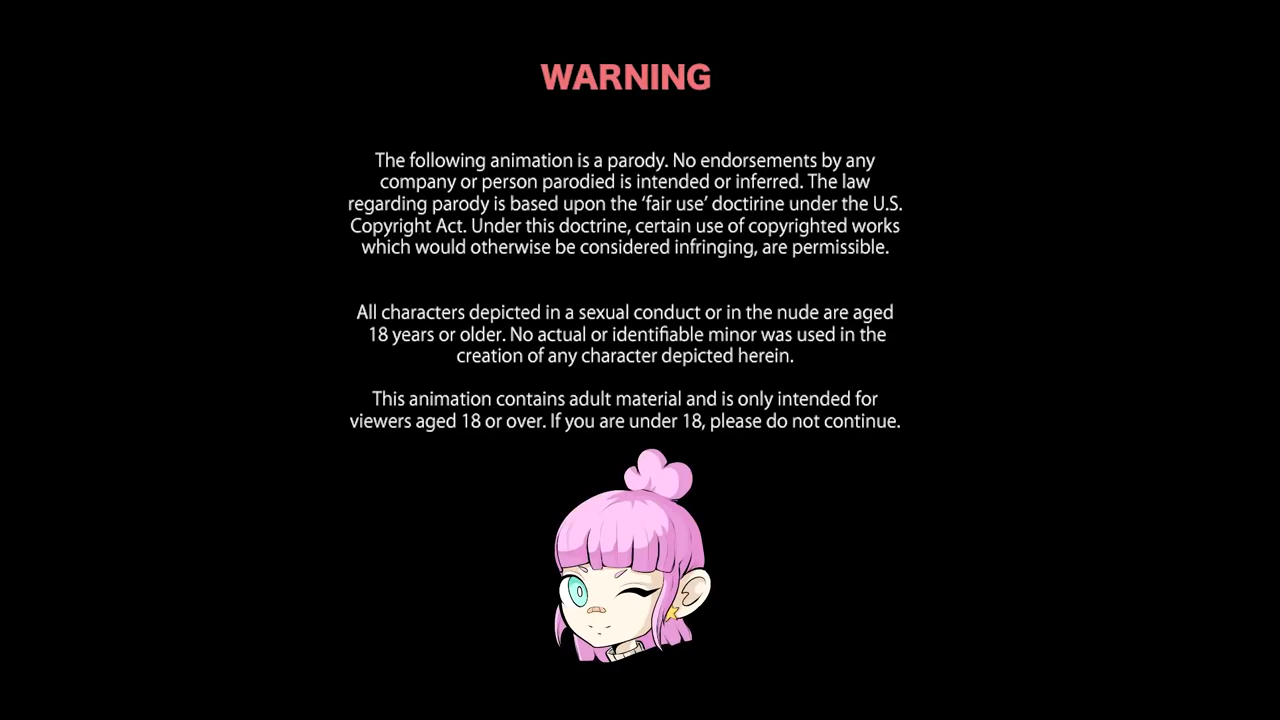 WARNING
The following animation is a parody. No endorsements by any
company or person parodied is intended or inferred. The law
regarding parody is based upon the ‘fair use’ doctirine under the U.S.
Copyright Act. Under this doctrine, certain use of copyrighted works
which would otherwise be considered infringing, are permissible.
All characters depicted in a sexual conduct or in the nude are aged
18 years or older. No actual or identifiable minor was used in the
creation of any character depicted herein.
This animation contains adult material and is only intended for
viewers aged 18 or over. If you are under 18, please do not continue.